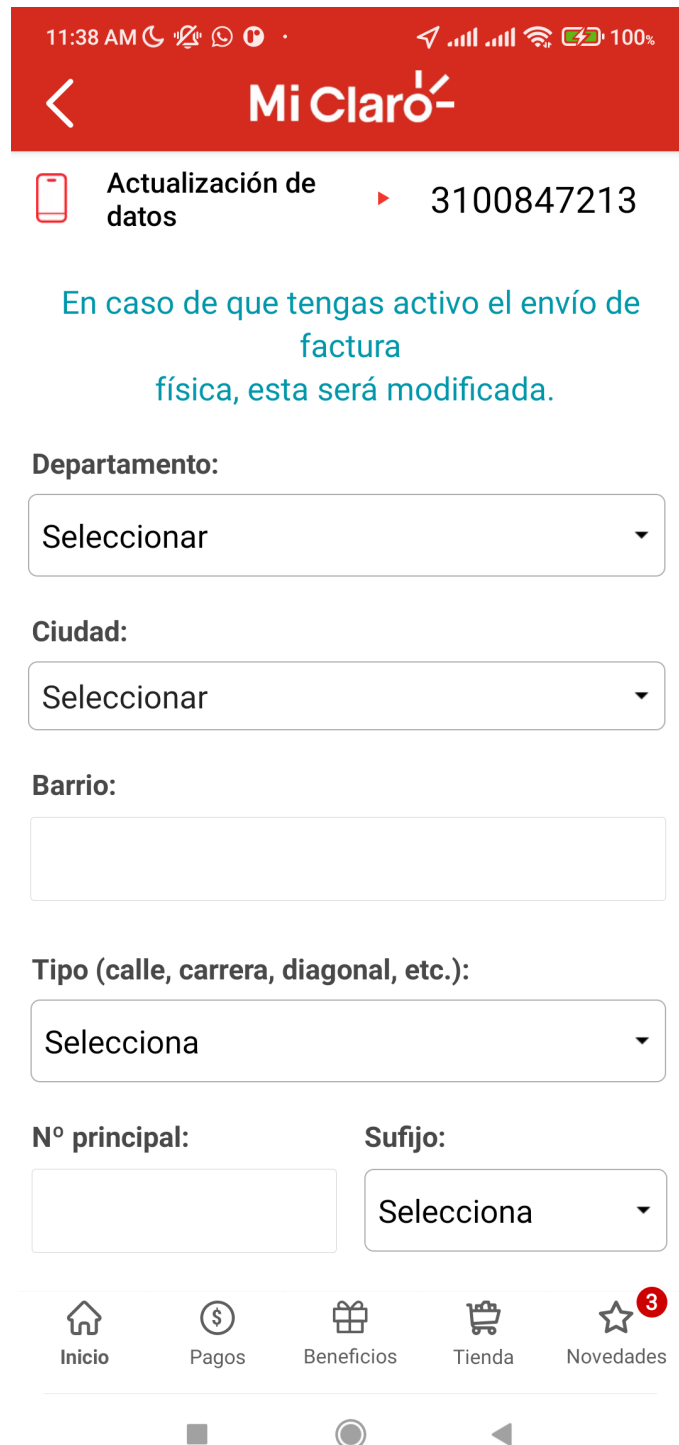 11:38 AM 100%
Mi Claro
Actualización de
datos
3100847213
En caso de que tengas activo el envío de
factura
física, esta será modificada.
Departamento:
Seleccionar
Ciudad:
Seleccionar
Barrio:
Tipo (calle, carrera, diagonal, etc.):
Selecciona
Nº principal: Sufijo:
Selecciona
3
Inicio Pagos Beneficios Tienda Novedades